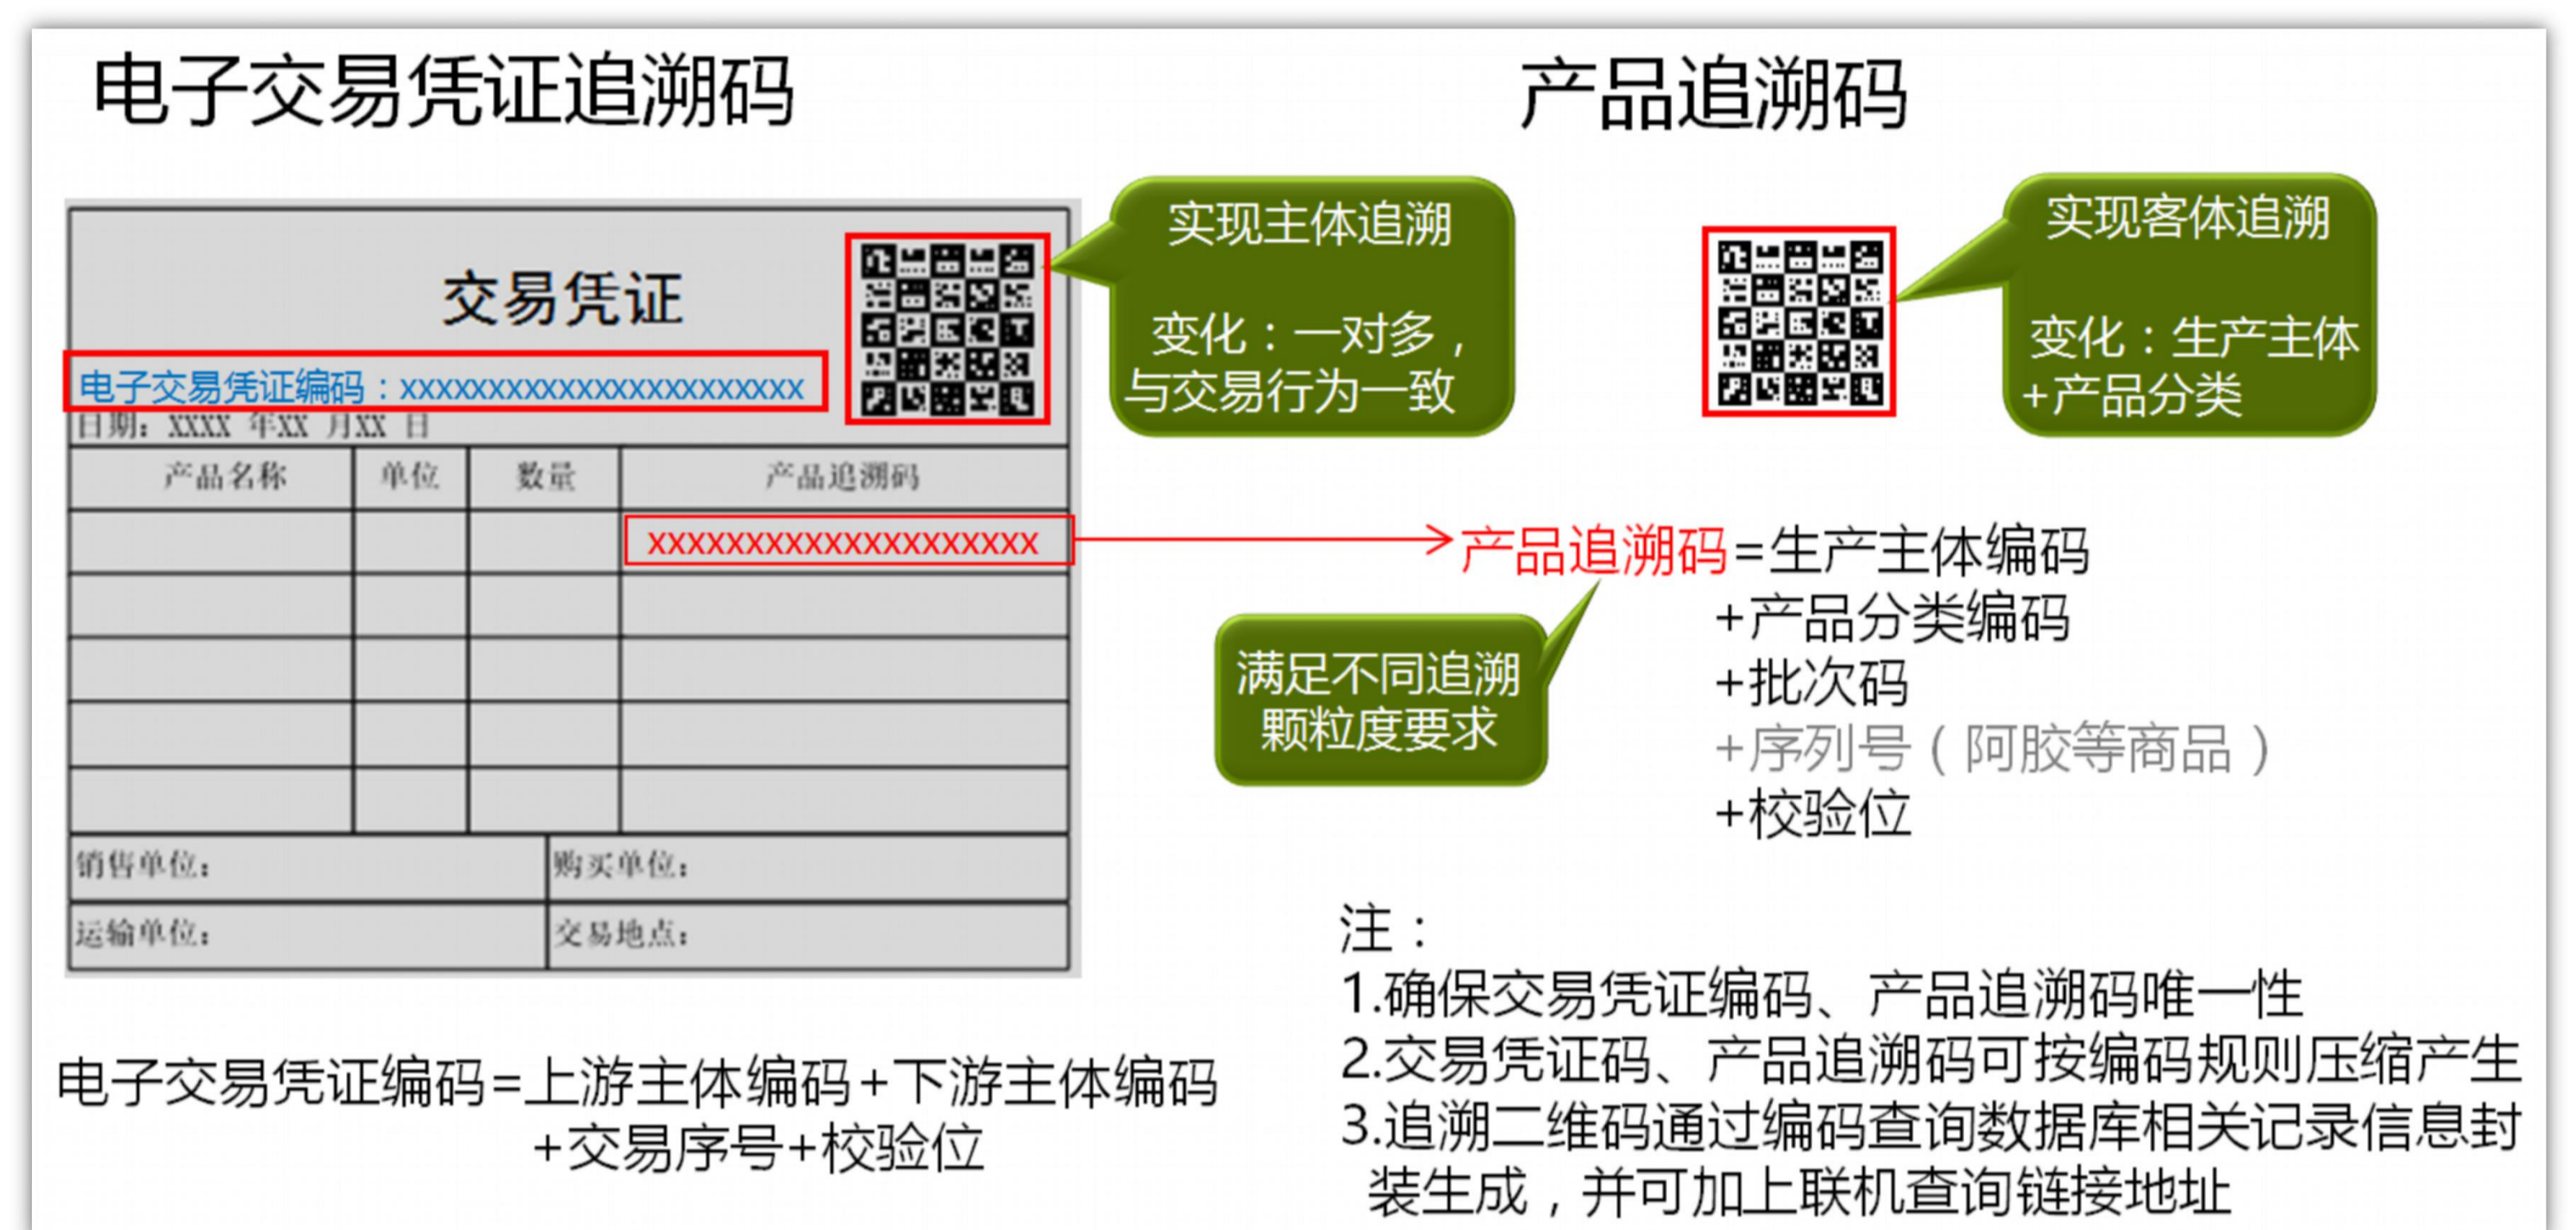 电子交易凭证追溯码
产品追溯码
交易凭证
电子交易凭证编码：xxxxxxxxxxxxxxxxxxxxxx
日期：xxxx 年xx 月xx 日
产品名称 单位 数量 产品追溯码
xxxxxxxxxxxxxxxxxxxx
销售单位： 购买单位：
运输单位： 交易地点：
实现主体追溯
变化：一对多，
与交易行为一致
实现客体追溯
变化：生产主体
+产品分类
产品追溯码=生产主体编码
+产品分类编码
+批次码
+序列号（阿胶等商品）
+校验位
满足不同追溯
颗粒度要求
电子交易凭证编码=上游主体编码+下游主体编码
+交易序号+校验位
注：
1.确保交易凭证编码、产品追溯码唯一性
2.交易凭证码、产品追溯码可按编码规则压缩产生
3.追溯二维码通过编码查询数据库相关记录信息封
装生成，并可加上联机查询链接地址